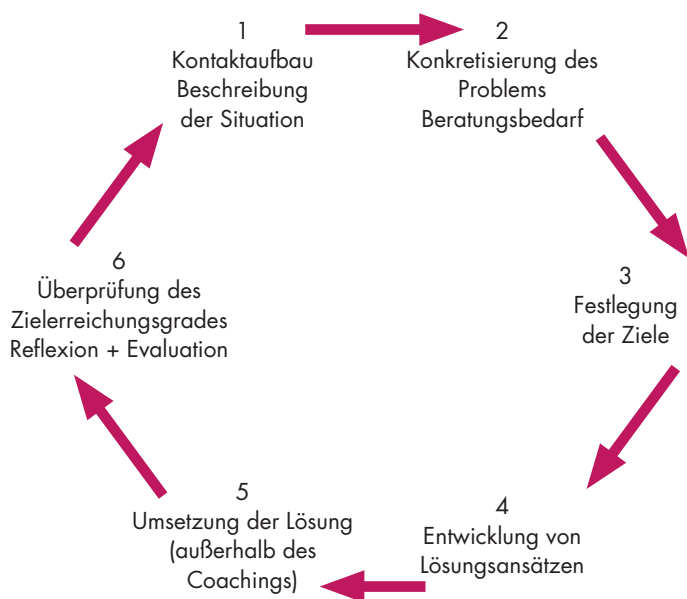 1
Kontaktaufbau
Beschreibung
der Situation
2
Konkretisierung des
Problems
Beratungsbedarf
3
Festlegung
der Ziele
4
Entwicklung von
Lösungsansätzen
5
Umsetzung der Lösung
(außerhalb des
Coachings)
6
Überprüfung des
Zielerreichungsgrades
Reflexion + Evaluation